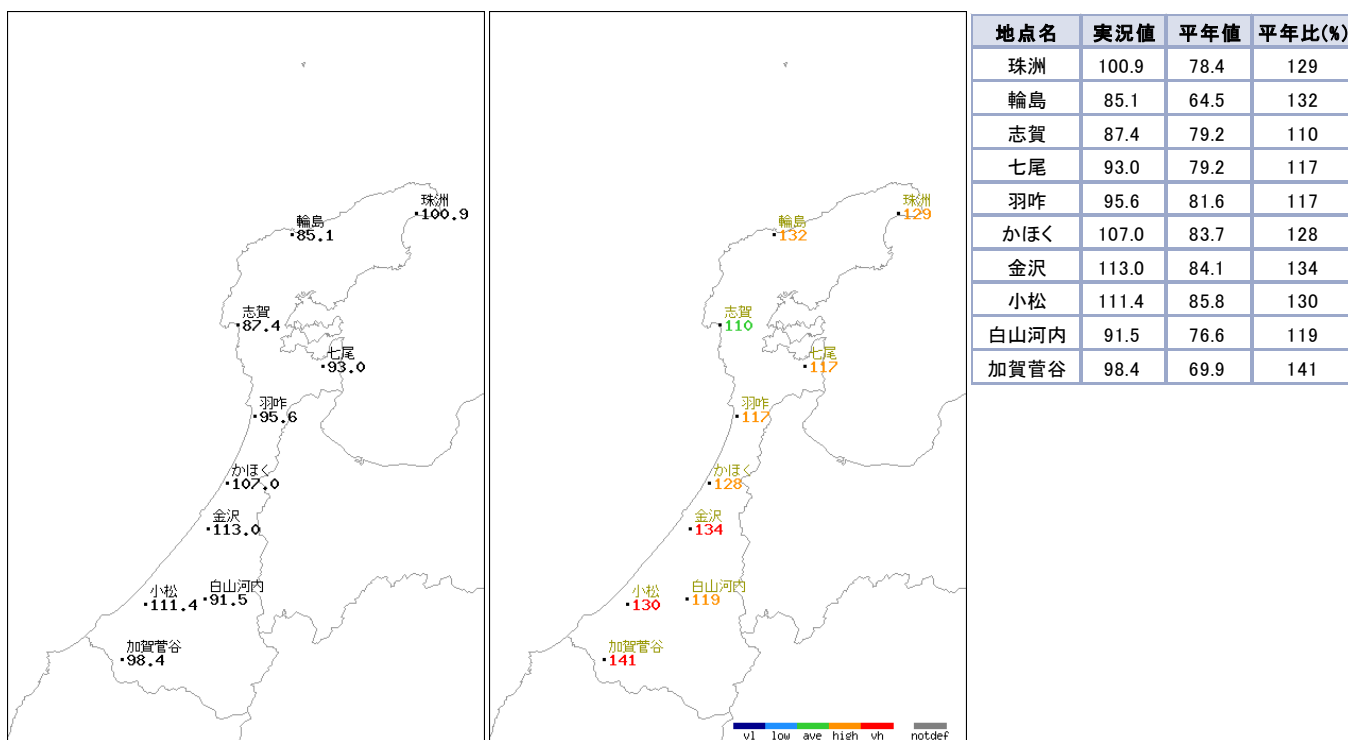 珠洲
100.9
輪島
85.1
志賀
87.4
七尾
93.0
羽咋
95.6
かほく
107.0
金沢
113.0
白山河内
91.5
小松
111.4
加賀菅谷
98.4
珠洲
129
輪島
132
志賀
110
七尾
117
羽咋
117
かほく
128
金沢
134
白山河内
119
小松
130
加賀菅谷
141
vl low ave high vh notdef
地点名 実況値 平年値 平年比(%)
珠洲 100.9 78.4 129
輪島 85.1 64.5 132
志賀 87.4 79.2 110
七尾 93.0 79.2 117
羽咋 95.6 81.6 117
かほく 107.0 83.7 128
金沢 113.0 84.1 134
小松 111.4 85.8 130
白山河内 91.5 76.6 119
加賀菅谷 98.4 69.9 141